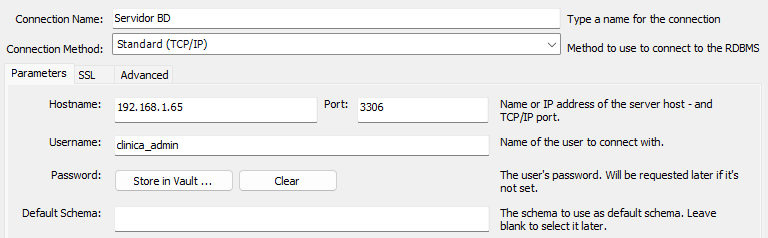 Connection Name: Servidor BD Type a name for the connection
Connection Method: Standard (TCP/IP) Method to use to connect to the RDBMS
Parameters SSL Advanced
Hostname: 192.168.1.65 Port: 3306 Name or IP address of the server host - and
TCP/IP port.
Username: clinica_admin Name of the user to connect with.
Password: Store in Vault ... Clear The user's password. Will be requested later if it's
not set.
Default Schema: The schema to use as default schema. Leave
blank to select it later.